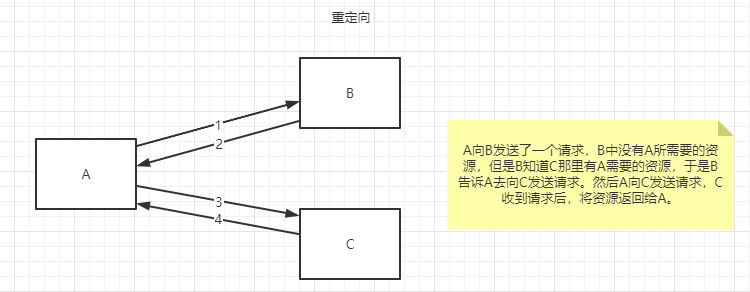 重定向
B
1
2
A
3
4
C
A向B发送了一个请求，B中没有A所需要的资
源，但是B知道C那里有A需要的资源，于是B
告诉A去向C发送请求。然后A向C发送请求，C
收到请求后，将资源返回给A。